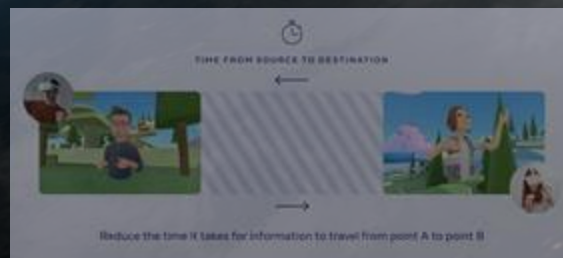 TIME FROM SOURCE TO DESTINATION
Reduce the time it takes for information to travel from point A to point B